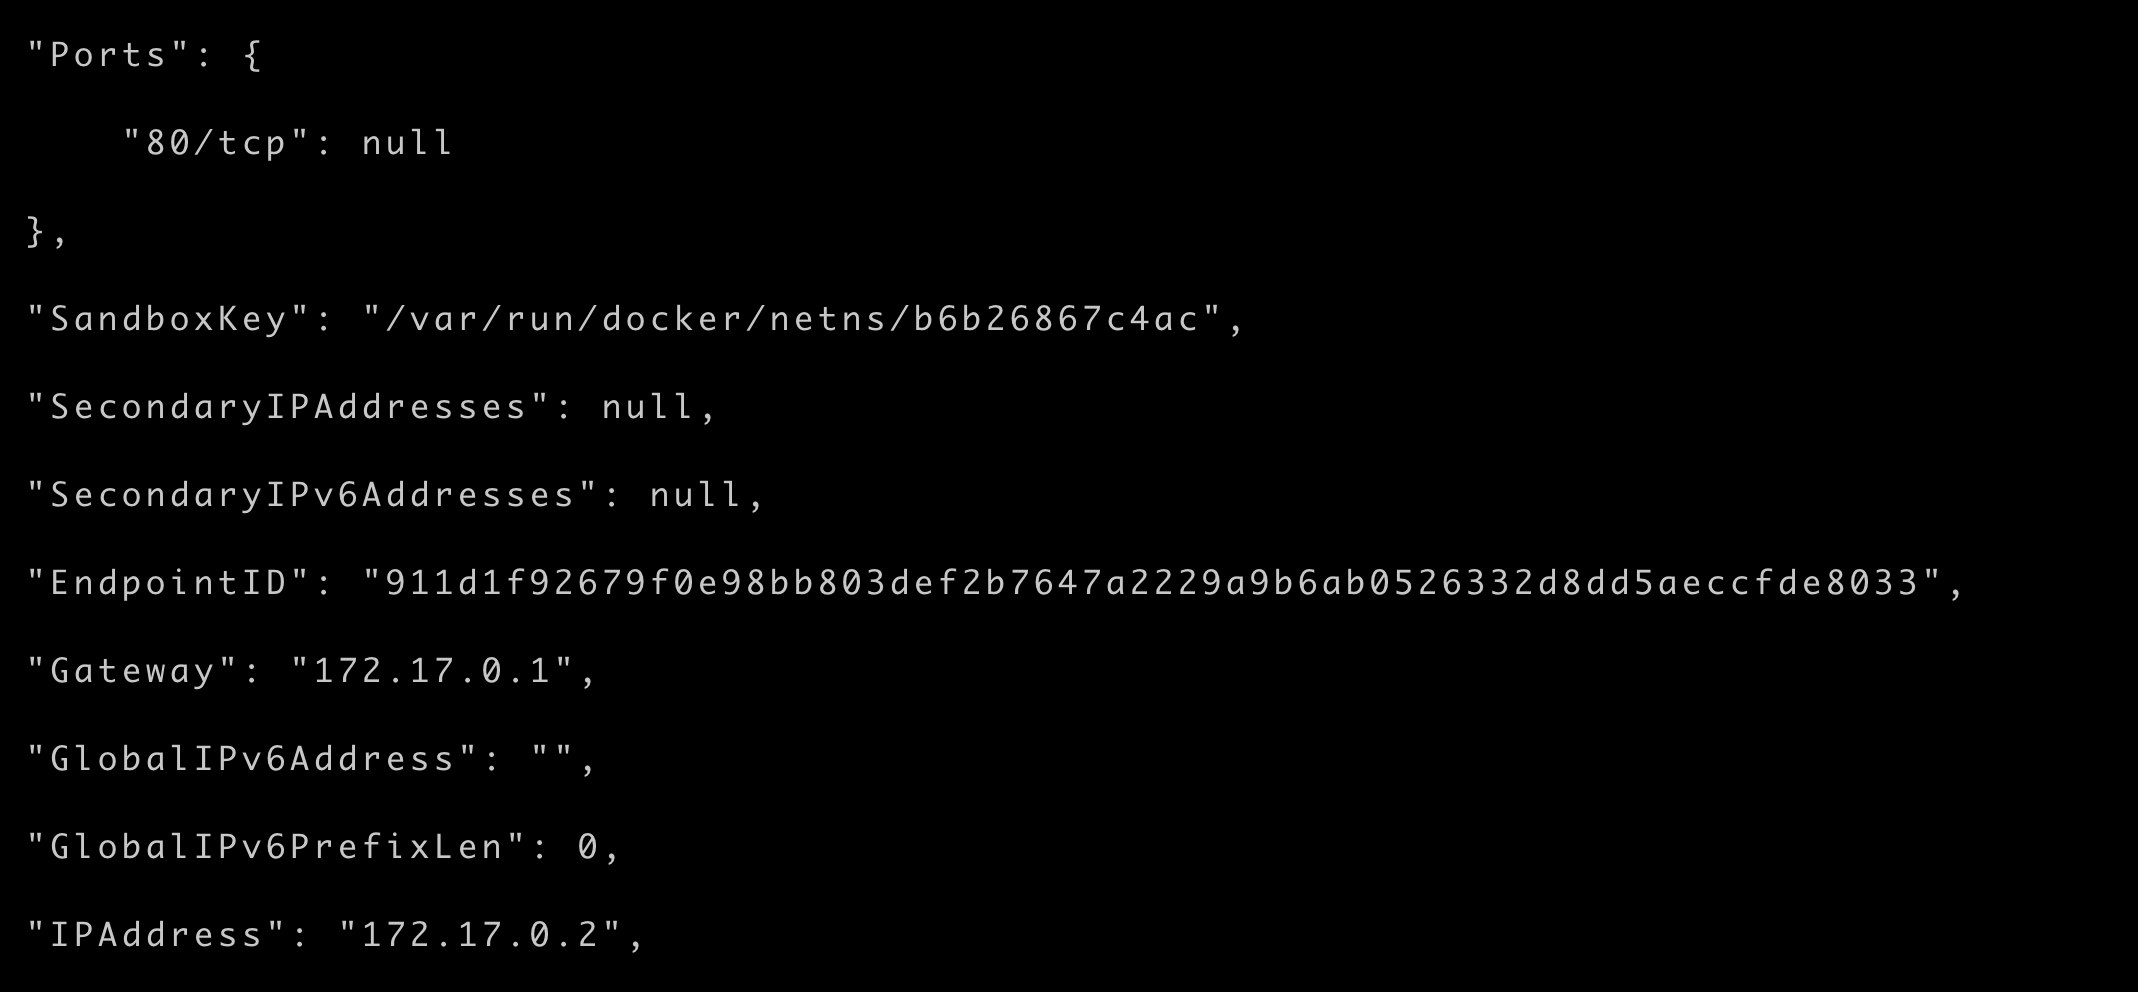 "Ports": {
    "80/tcp": null
},
"SandboxKey": "/var/run/docker/netns/b6b26867c4ac",
"SecondaryIPAddresses": null,
"SecondaryIPv6Addresses": null,
"EndpointID": "911d1f92679f0e98bb803def2b7647a2229a9b6ab0526332d8dd5aeccfde8033",
"Gateway": "172.17.0.1",
"GlobalIPv6Address": "",
"GlobalIPv6PrefixLen": 0,
"IPAddress": "172.17.0.2",